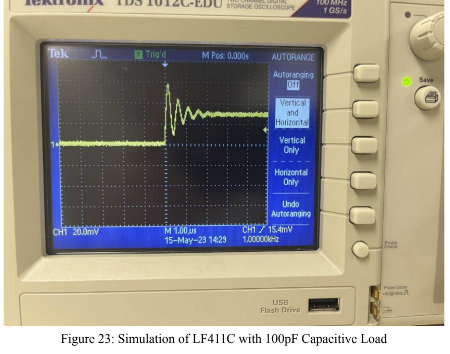 Tektronix TDS 1012C-EDU TWO CHANNEL DIGITAL STORAGE OSCILLOSCOPE
100 MHz
1 GS/s
Tek Trig'd M Pos: 0.000s AUTORANGE
Autoranging
Off
Vertical
and
Horizontal
Vertical
Only
Horizontal
Only
Undo
Autoranging
1
CH1 20.0mV M 1.00µs CH1 15.4mV
15-May-23 14:29 1.00000kHz
Save
Probe
Check
USB
Flash Drive
Probe Comp
Figure 23: Simulation of LF411C with 100pF Capacitive Load